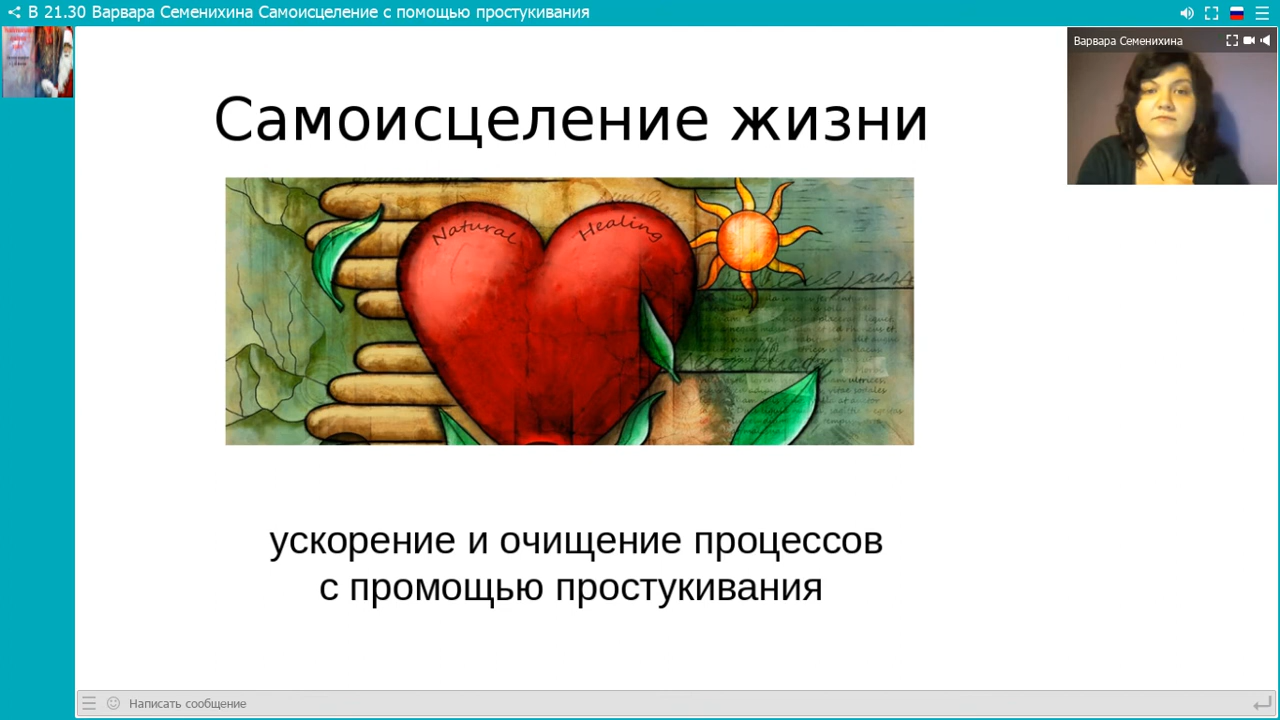 В 21.30 Варвара Семенихина Самоисцеление с помощью простукивания
Варвара Семенихина
Самоисцеление жизни
Natural Healing
ускорение и очищение процессов
с промощью простукивания
Написать сообщение